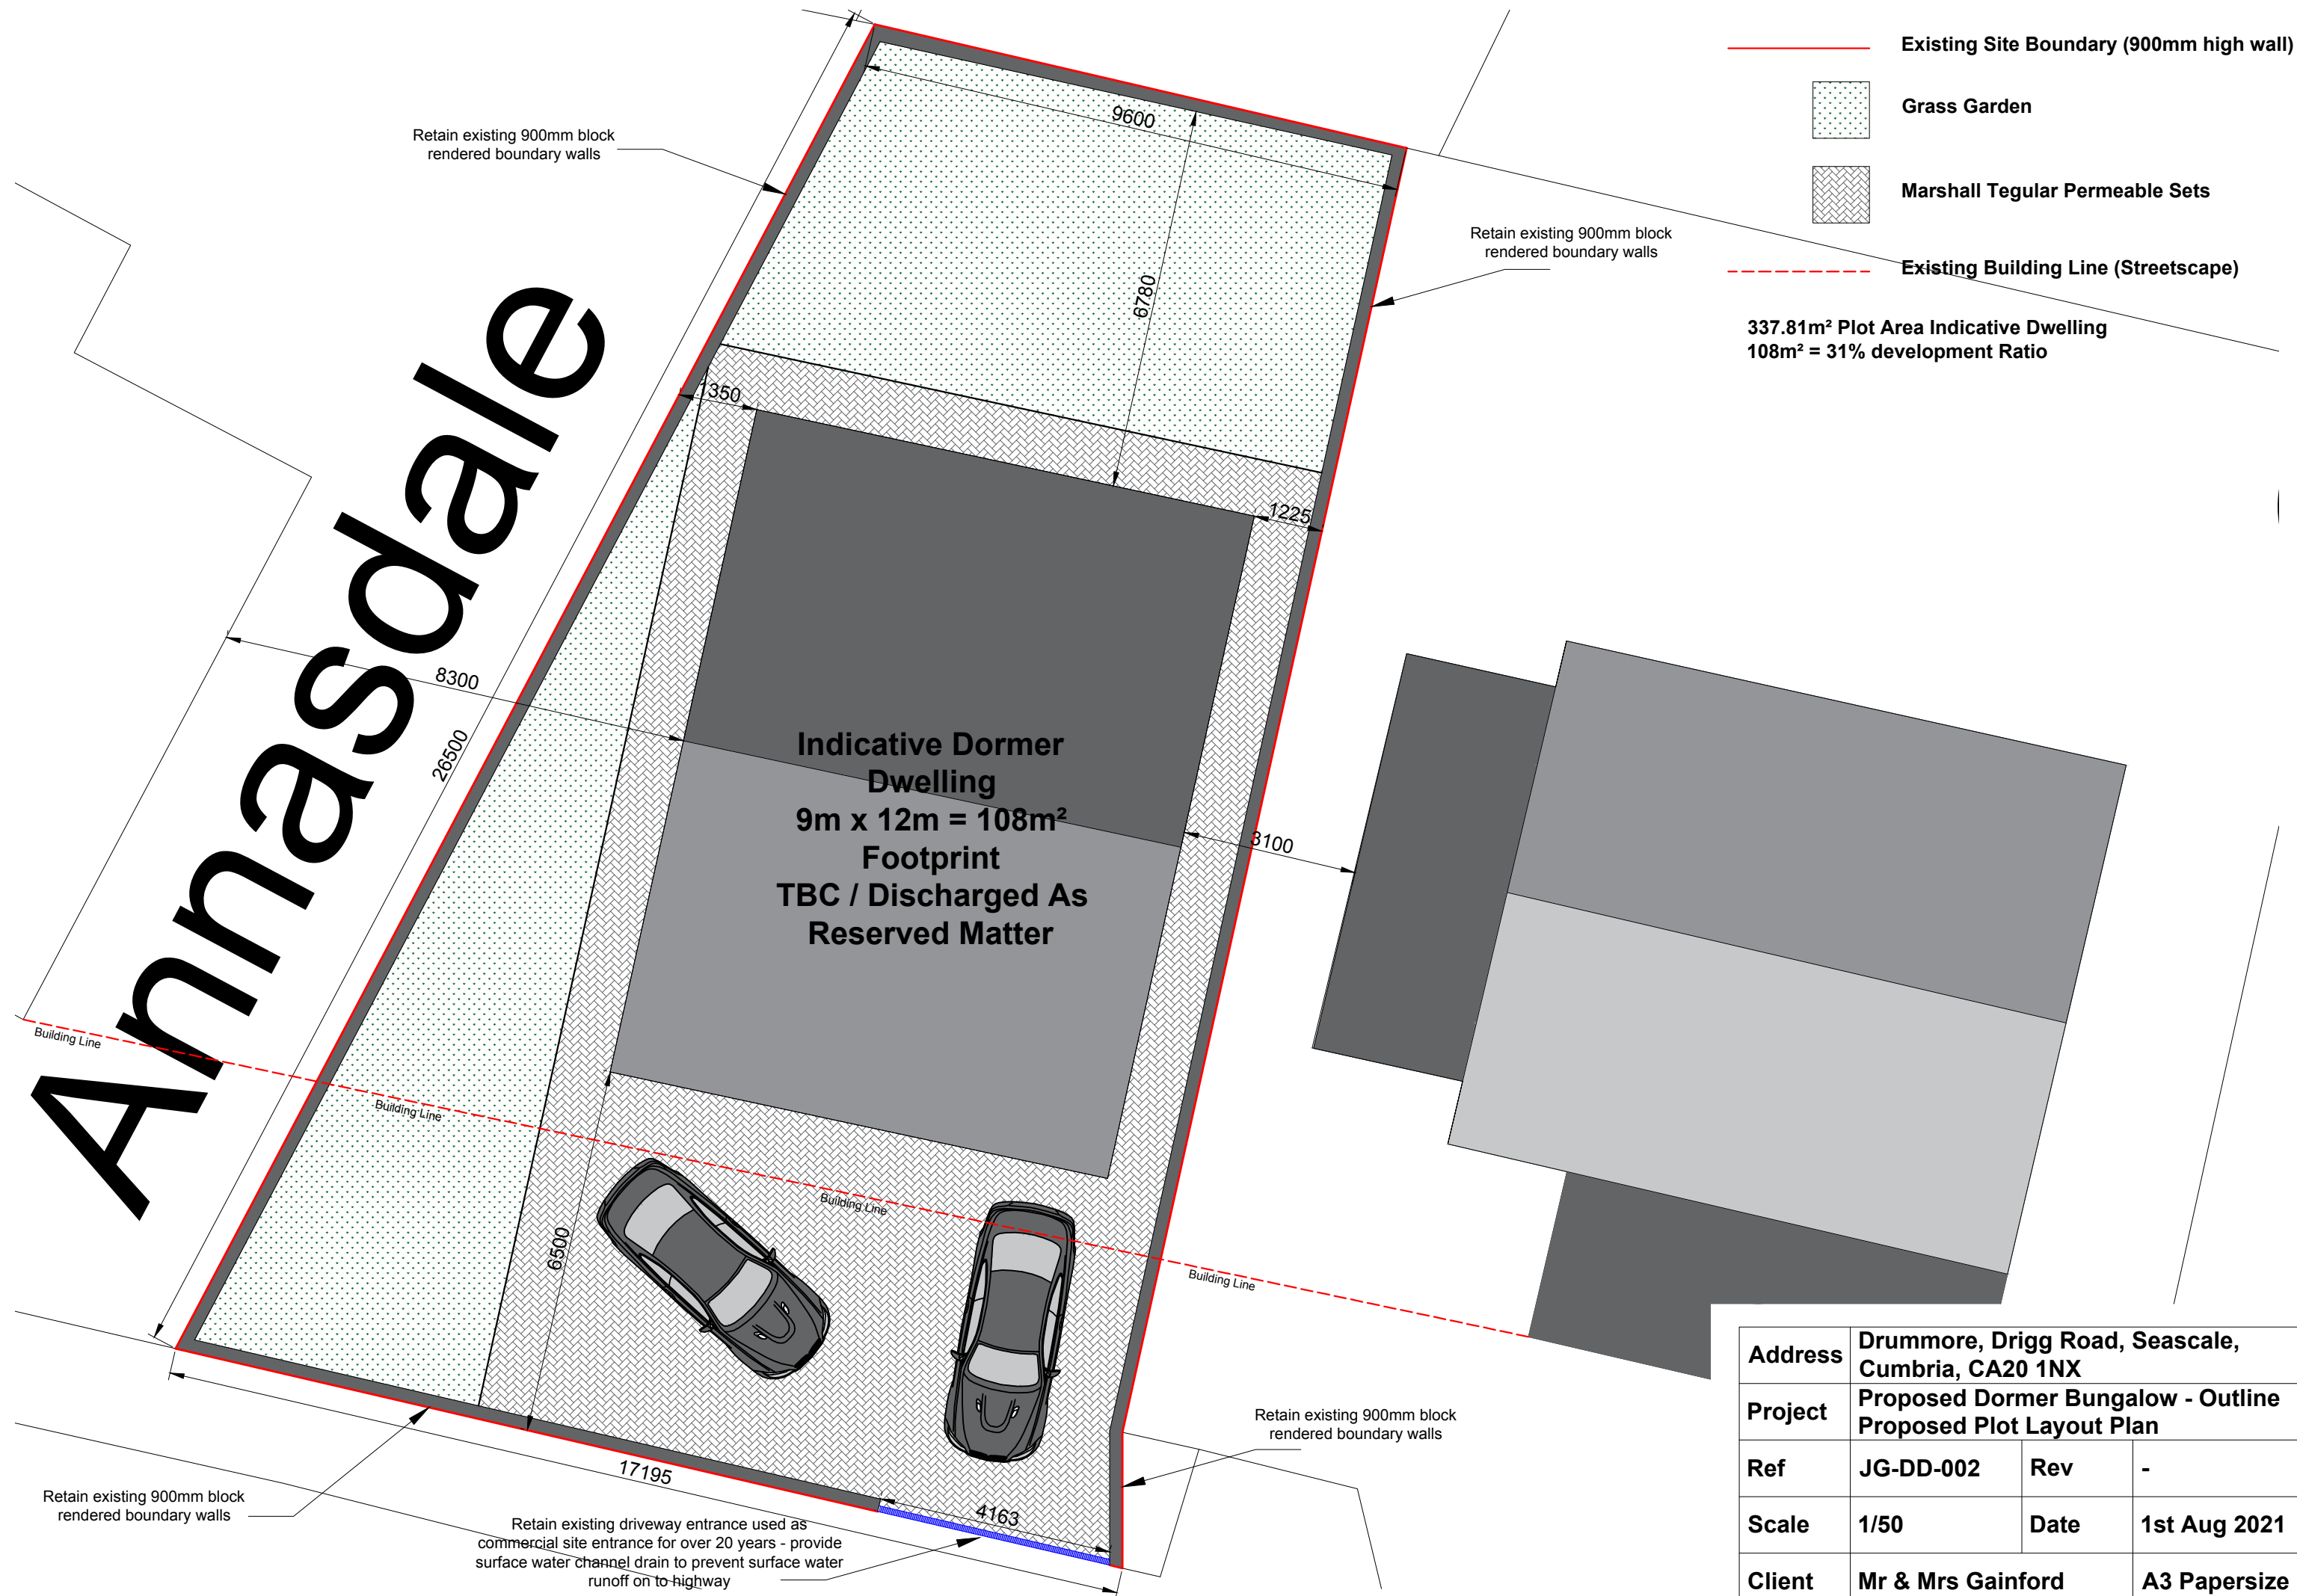 Existing Site Boundary (900mm high wall)
Grass Garden
Marshall Tegular Permeable Sets
Existing Building Line (Streetscape)
337.81m² Plot Area Indicative Dwelling
108m² = 31% development Ratio
Retain existing 900mm block
rendered boundary walls
9600
Retain existing 900mm block
rendered boundary walls
6780
Annasdale
1350
1225
8300
26500
Indicative Dormer
Dwelling
9m x 12m = 108m²
Footprint
TBC / Discharged As
Reserved Matter
3100
Building Line
Building Line
Building Line
Building Line
6500
Retain existing 900mm block
rendered boundary walls
17195
4163
Retain existing 900mm block
rendered boundary walls
Retain existing driveway entrance used as
commercial site entrance for over 20 years - provide
surface water channel drain to prevent surface water
runoff on to highway
Address Drummore, Drigg Road, Seascale,
Cumbria, CA20 1NX
Project Proposed Dormer Bungalow - Outline
Proposed Plot Layout Plan
Ref JG-DD-002 Rev -
Scale 1/50 Date 1st Aug 2021
Client Mr & Mrs Gainford A3 Papersize